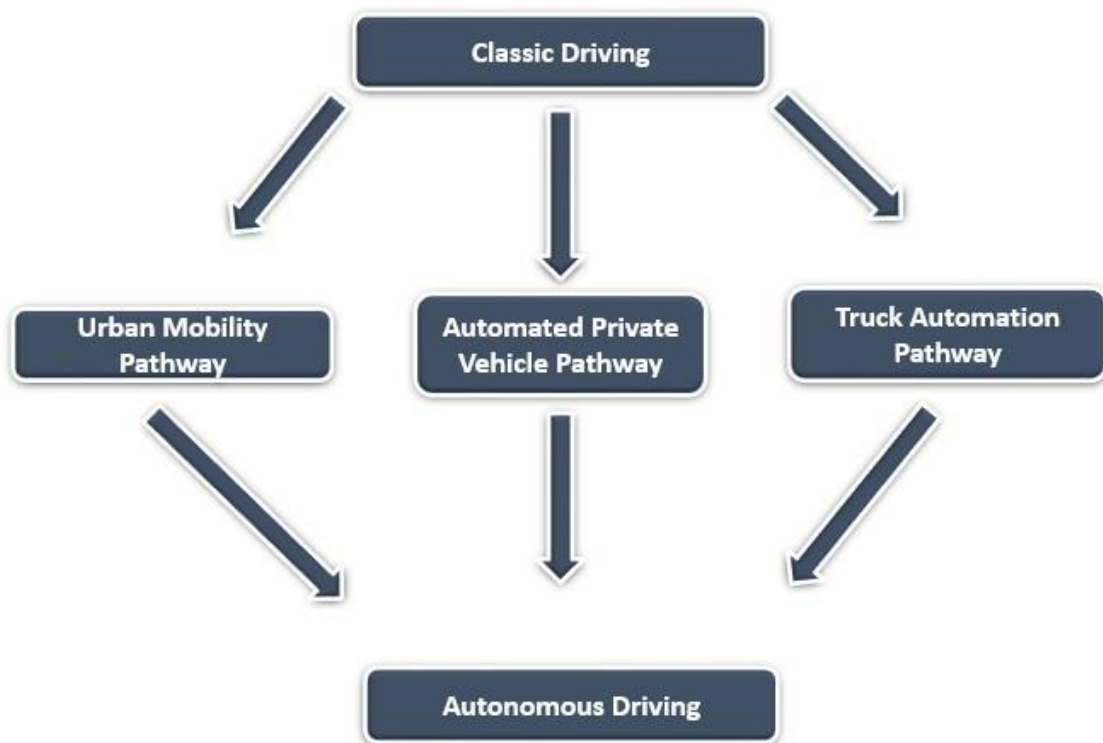 Classic Driving
Urban Mobility
Pathway
Automated Private
Vehicle Pathway
Truck Automation
Pathway
Autonomous Driving